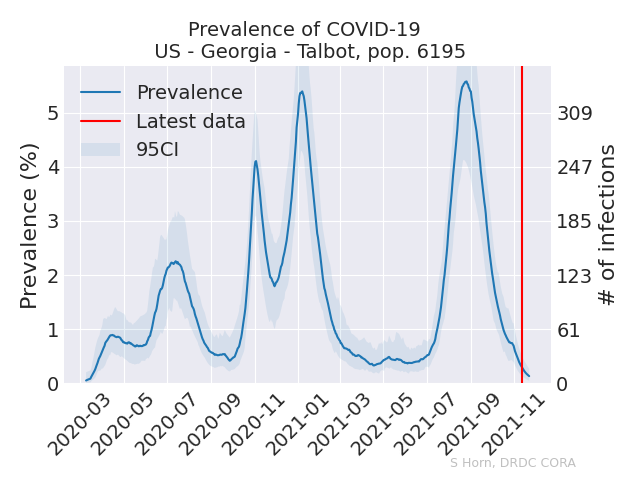 Prevalence of COVID-19
US - Georgia - Talbot, pop. 6195
Prevalence
Latest data
95CI
Prevalence (%)
5
4
3
2
1
0
309
247
185
123
61
0
# of infections
2020-03
2020-05
2020-07
2020-09
2020-11
2021-01
2021-03
2021-05
2021-07
2021-09
2021-11
S Horn, DRDC CORA